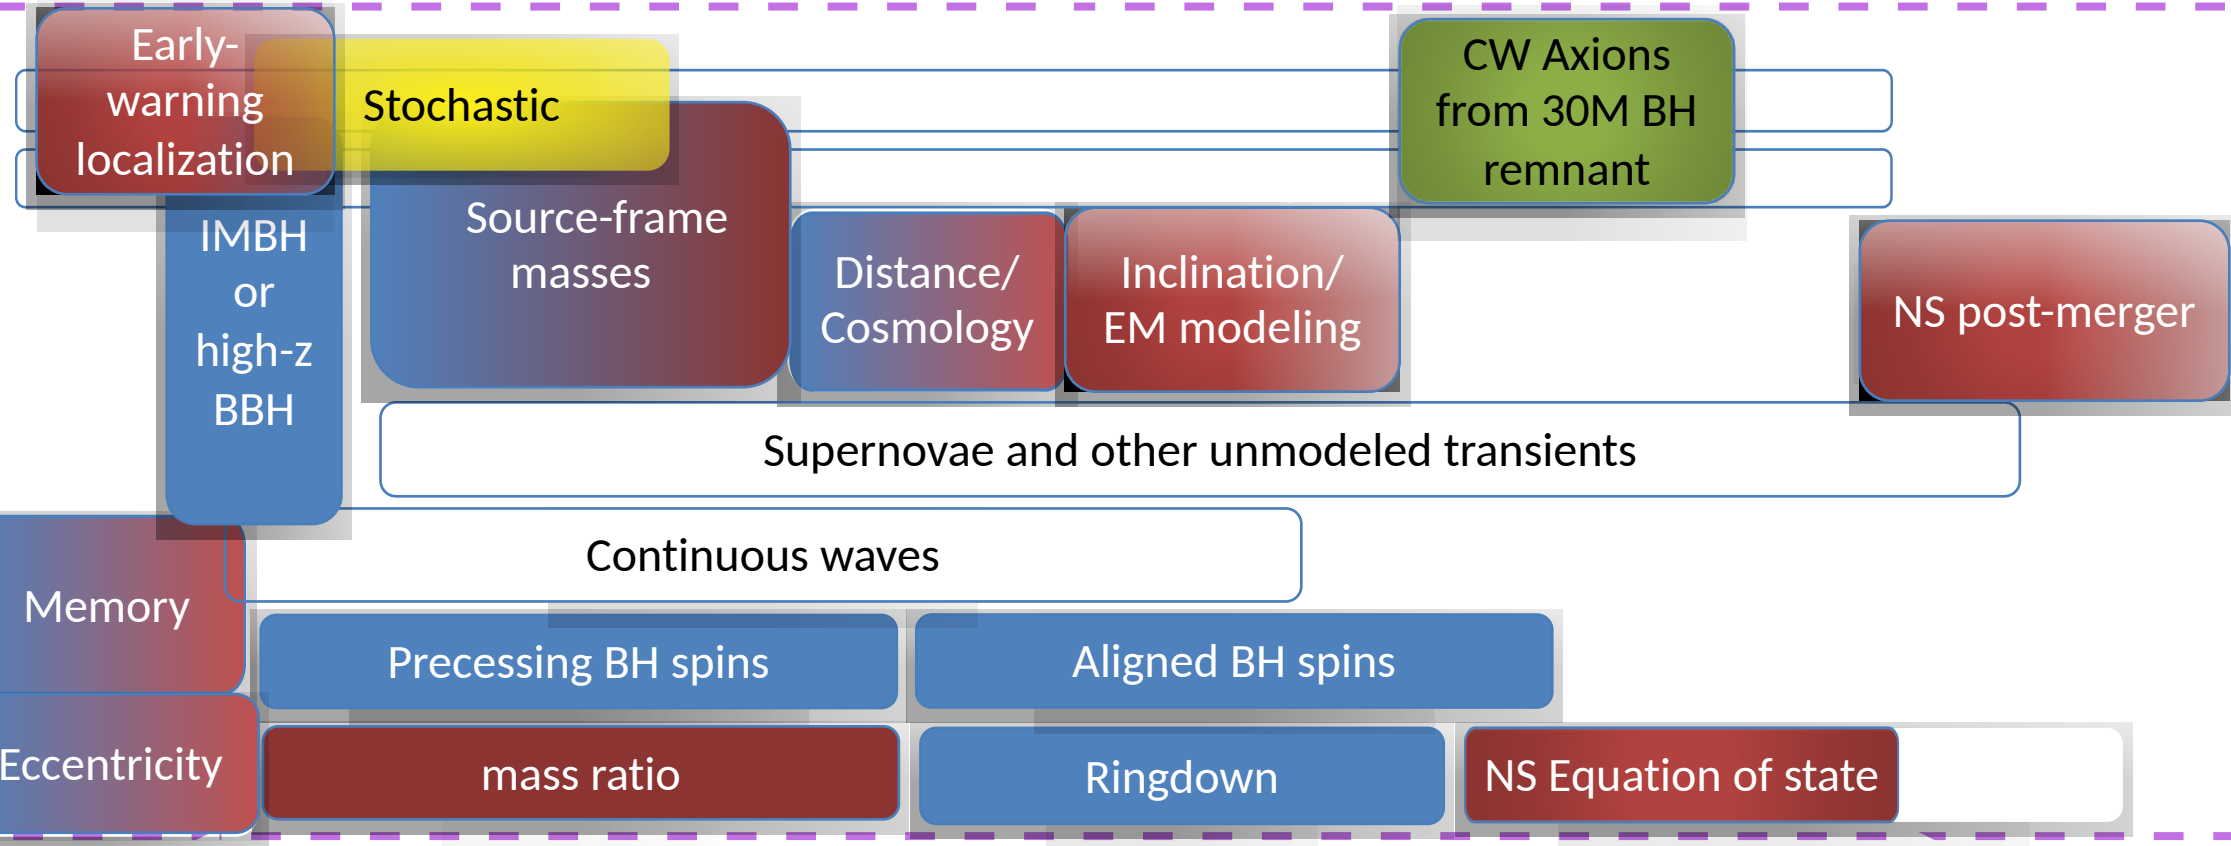 Early-
warning
localization
Stochastic
CW Axions
from 30M BH
remnant
IMBH
or
high-z
BBH
Source-frame
masses
Distance/
Cosmology
Inclination/
EM modeling
NS post-merger
Supernovae and other unmodeled transients
Continuous waves
Memory
Precessing BH spins
Aligned BH spins
Eccentricity
mass ratio
Ringdown
NS Equation of state